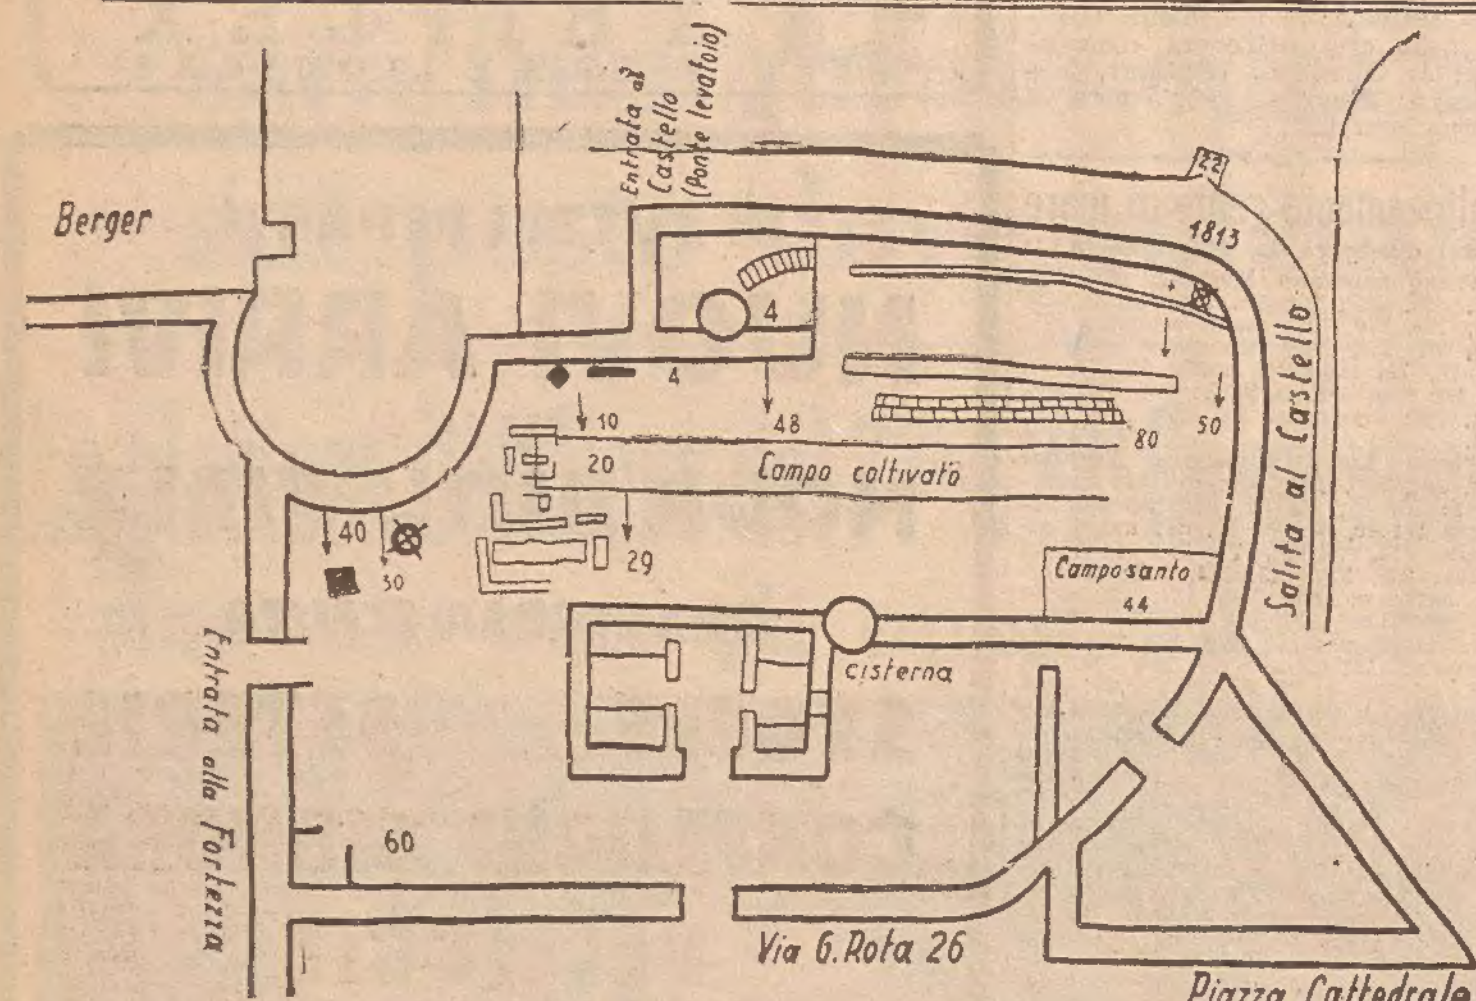 Entrata al
Castello
(Ponte levatoio)
22
Berger
1813
4
4
10
48
80
50
20
Campo coltivato
Salita al Castello
40
30
29
Camposanto
44
cisterna
Entrata alla Fortezza
60
Via G. Rota 26
Piazza Cattedrale